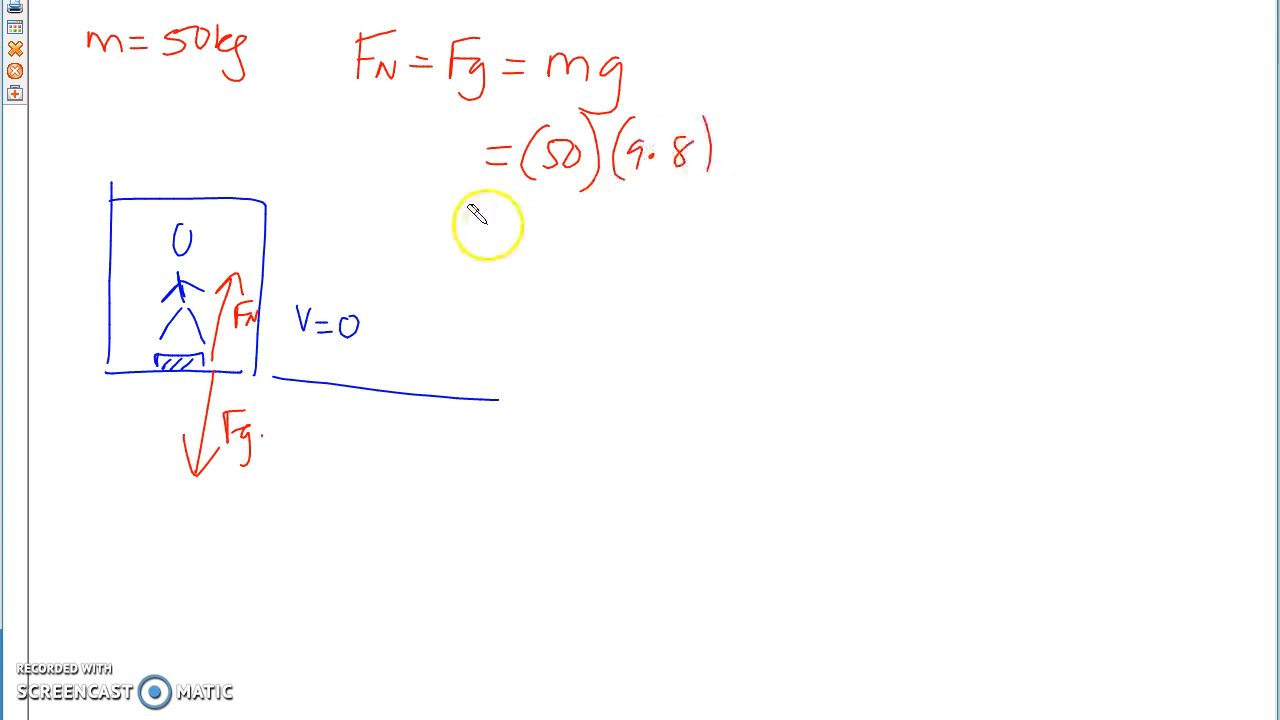 m = 50kg
FN = Fg = mg
= (50)(9.8)
FN
V = 0
Fg.
RECORDED WITH
SCREENCAST MATIC